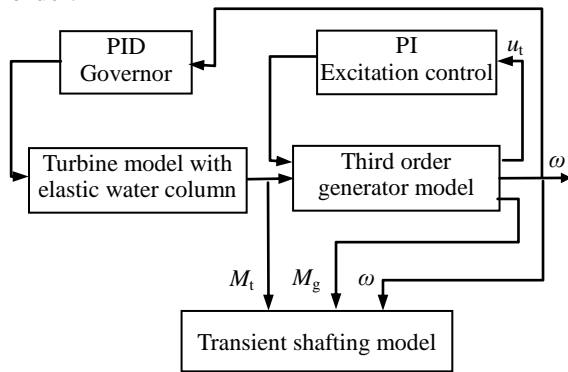 PID
Governor
PI
Excitation control
u_t
Turbine model with
elastic water column
Third order
generator model
ω
M_t
M_g
ω
Transient shafting model